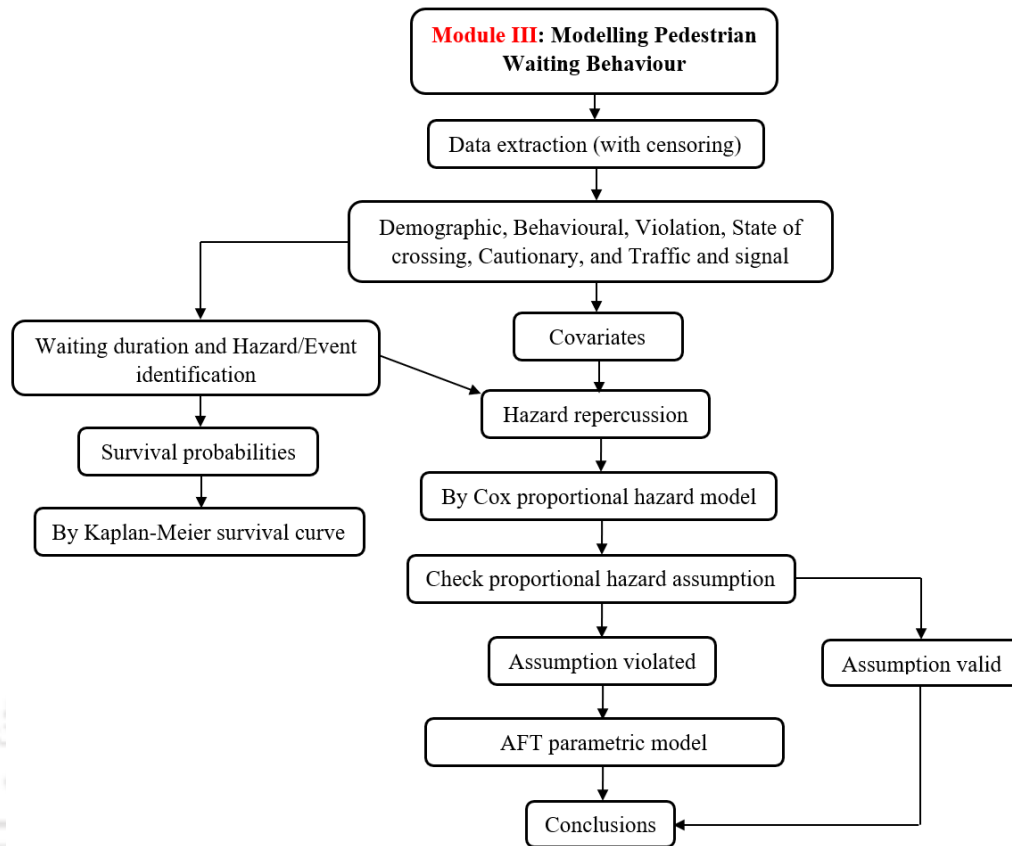 Module III: Modelling Pedestrian
Waiting Behaviour
Data extraction (with censoring)
Demographic, Behavioural, Violation, State of
crossing, Cautionary, and Traffic and signal
Waiting duration and Hazard/Event
identification
Covariates
Hazard repercussion
Survival probabilities
By Cox proportional hazard model
By Kaplan-Meier survival curve
Check proportional hazard assumption
Assumption violated
Assumption valid
AFT parametric model
Conclusions